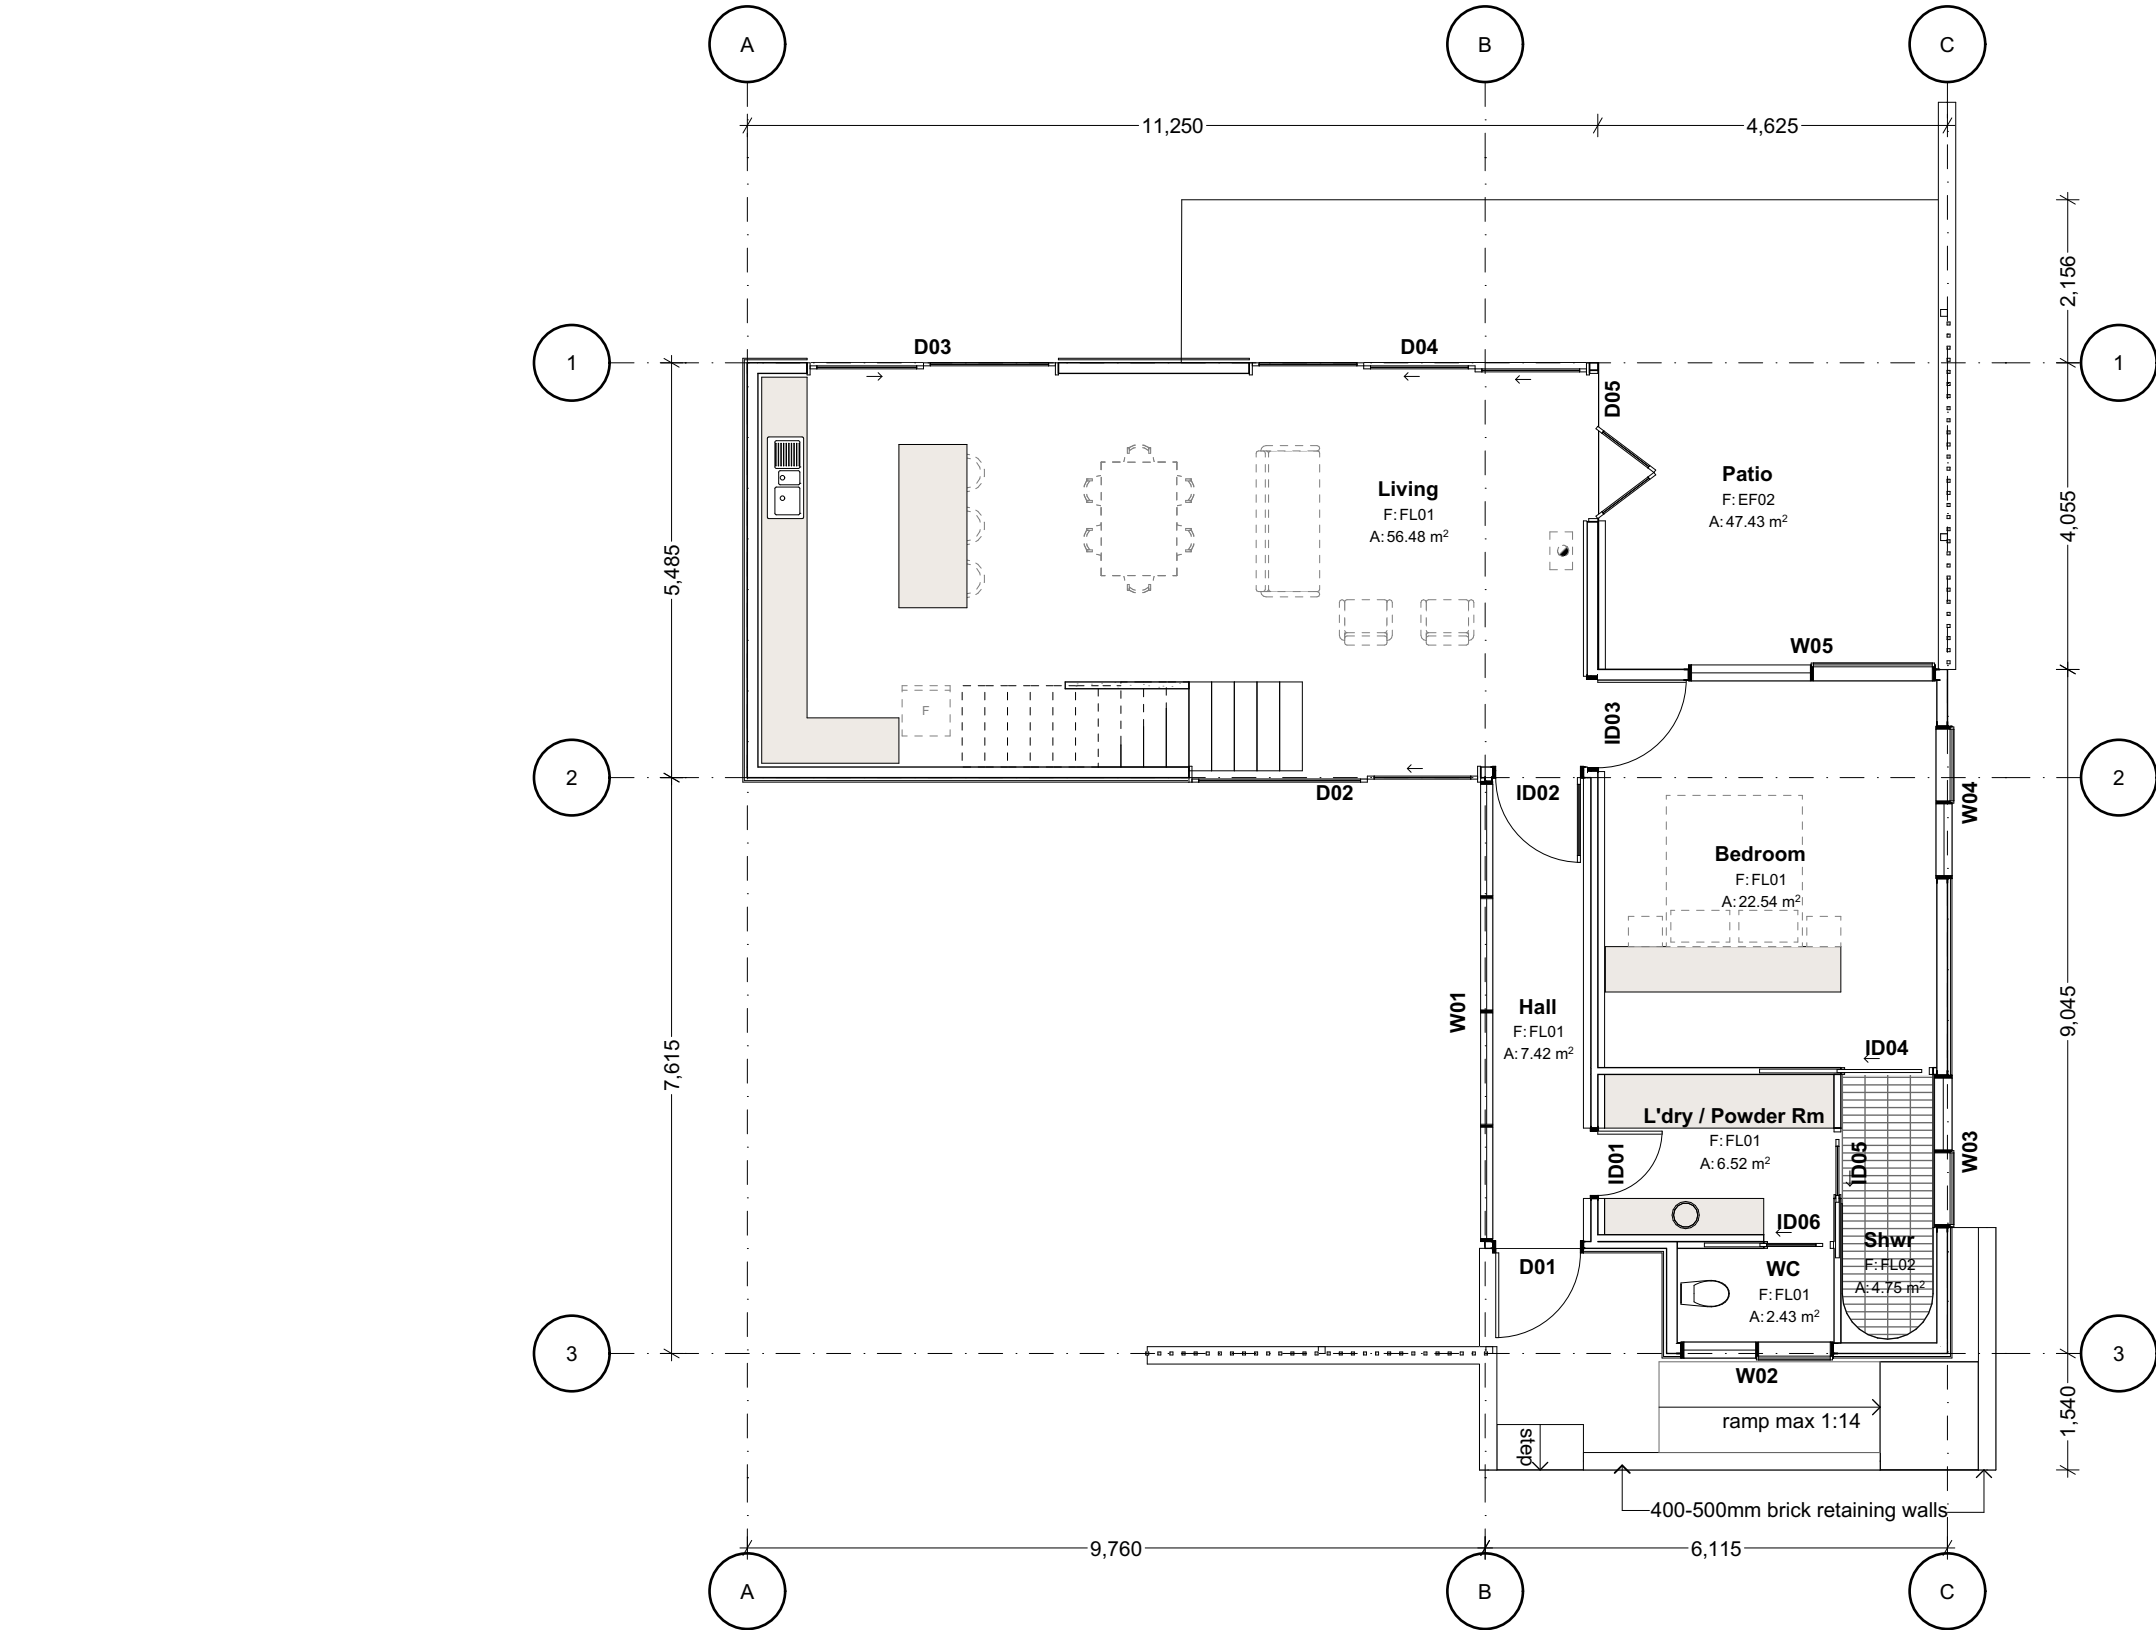 A
B
C
11,250
4,625
2,156
1
D03
D04
1
D05
Patio
F: EF02
A: 47.43 m²
Living
F: FL01
A: 56.48 m²
4,055
5,485
W05
F
ID03
2
D02
ID02
2
W04
Bedroom
F: FL01
A: 22.54 m²
W01
Hall
F: FL01
A: 7.42 m²
9,045
7,615
ID04
L'dry / Powder Rm
F: FL01
A: 6.52 m²
ID01
ID05
W03
ID06
Shwr
F: FL02
A: 4.75 m²
D01
WC
F: FL01
A: 2.43 m²
3
3
W02
ramp max 1:14
step
1,540
400-500mm brick retaining walls
9,760
6,115
A
B
C